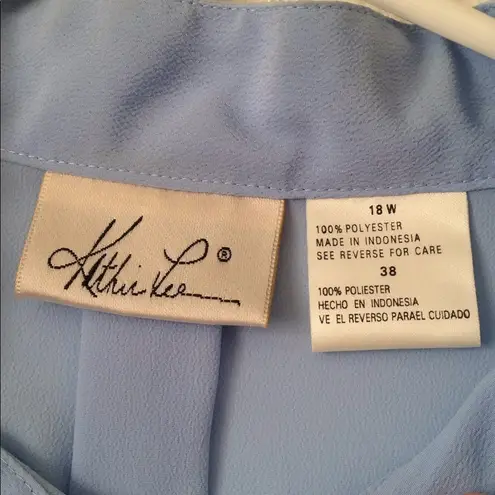 Kathie Lee®
18 W
100% POLYESTER
MADE IN INDONESIA
SEE REVERSE FOR CARE
38
100% POLIESTER
HECHO EN INDONESIA
VE EL REVERSO PARAEL CUIDADO